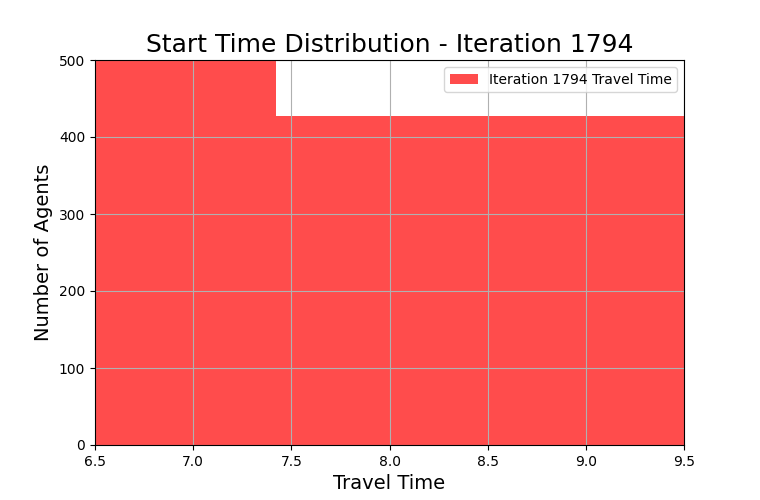 Start Time Distribution - Iteration 1794
Iteration 1794 Travel Time
Number of Agents
500
400
300
200
100
0
6.5 7.0 7.5 8.0 8.5 9.0 9.5
Travel Time